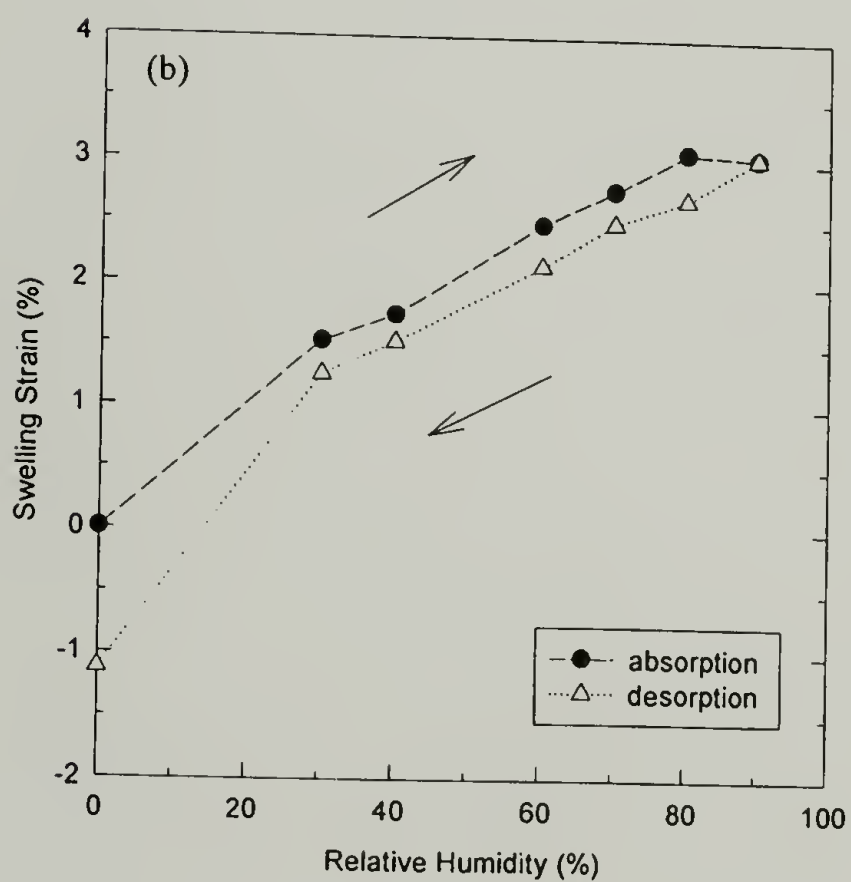 (b)
4
3
2
1
0
-1
-2
Swelling Strain (%)
absorption
desorption
0 20 40 60 80 100
Relative Humidity (%)